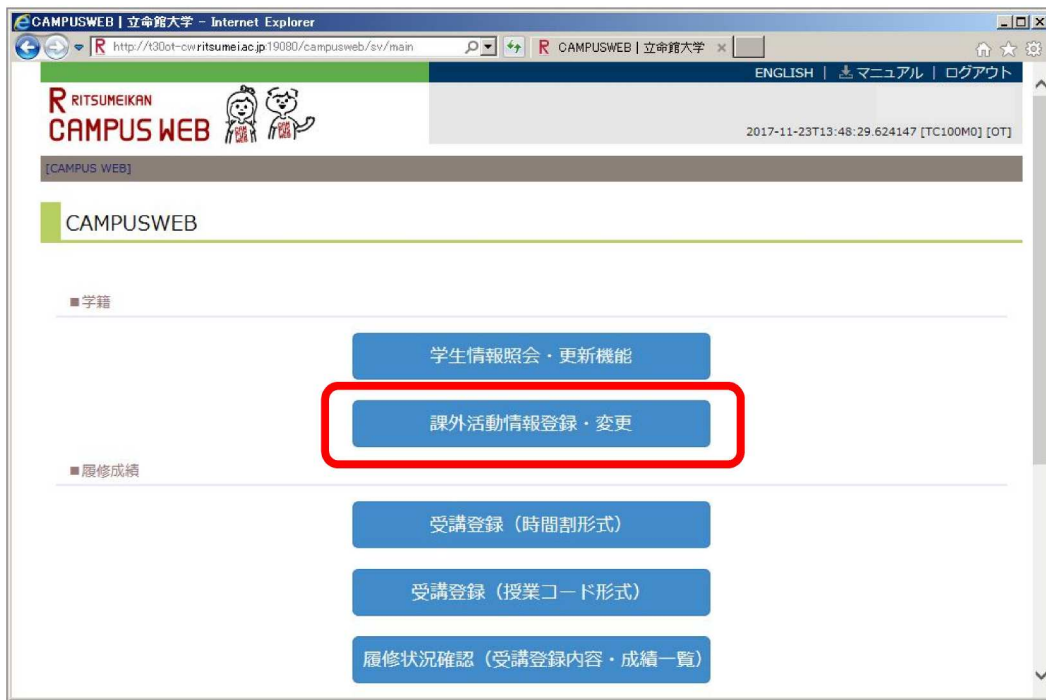 CAMPUSWEB | 立命館大学 - Internet Explorer
http://t30ot-cw.ritsumei.ac.jp:19080/campusweb/sv/main
R CAMPUSWEB | 立命館大学
ENGLISH | マニュアル | ログアウト
R RITSUMEIKAN
CAMPUS WEB
2017-11-23T13:48:29.624147 [TC100M0] [OT]
[CAMPUS WEB]
CAMPUSWEB
■学籍
学生情報照会・更新機能
課外活動情報登録・変更
■履修成績
受講登録（時間割形式）
受講登録（授業コード形式）
履修状況確認（受講登録内容・成績一覧）